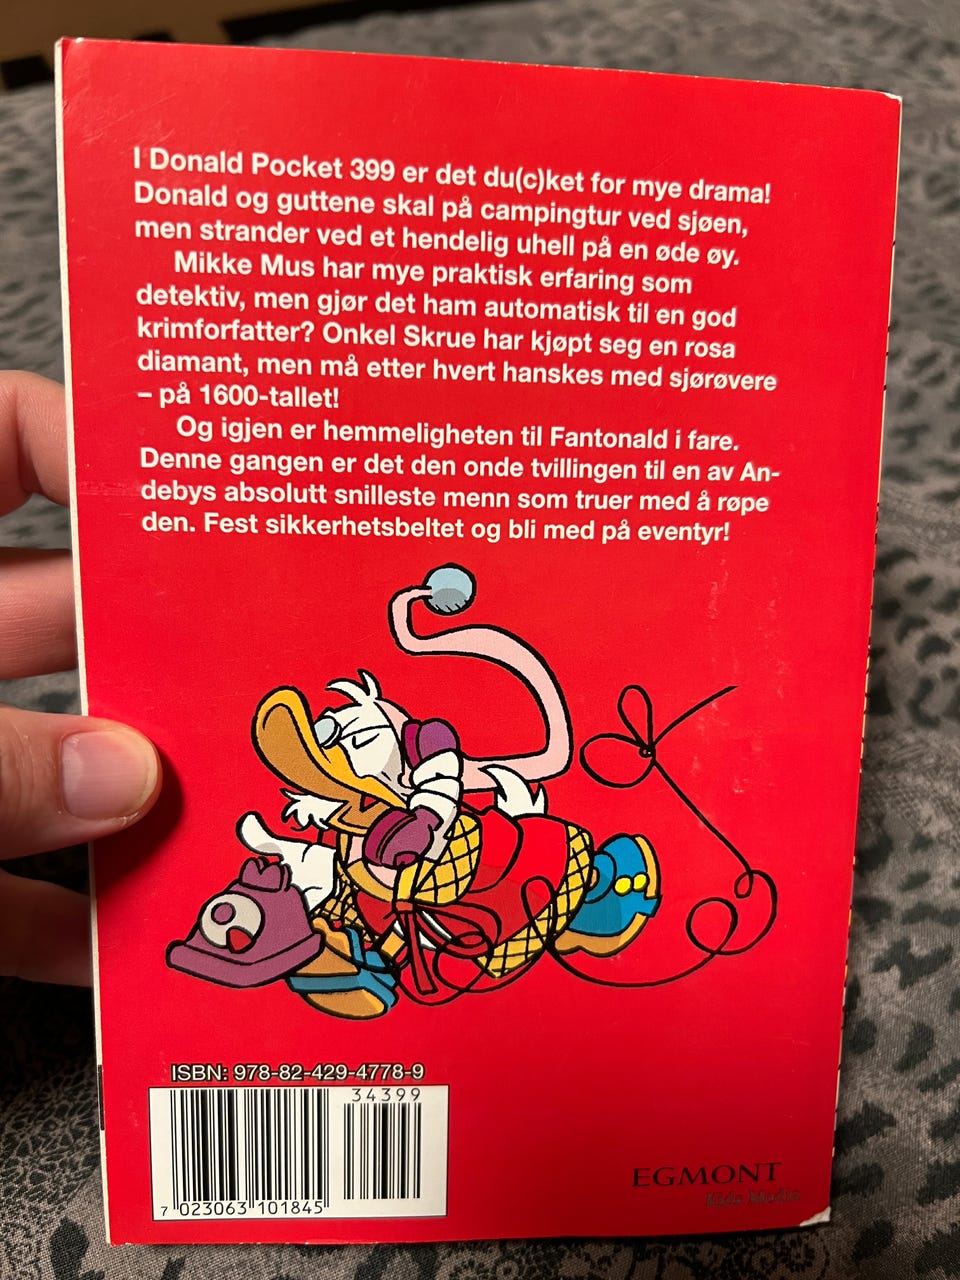 I Donald Pocket 399 er det du(c)ket for mye drama!
Donald og guttene skal på campingtur ved sjøen,
men strander ved et hendelig uhell på en øde øy.
Mikke Mus har mye praktisk erfaring som
detektiv, men gjør det ham automatisk til en god
krimforfatter? Onkel Skrue har kjøpt seg en rosa
diamant, men må etter hvert hanskes med sjørøvere
– på 1600-tallet!
Og igjen er hemmeligheten til Fantonald i fare.
Denne gangen er det den onde tvillingen til en av An-
debys absolutt snilleste menn som truer med å røpe
den. Fest sikkerhetsbeltet og bli med på eventyr!
ISBN: 978-82-429-4778-9
34399
7 023063 101845
EGMONT
Kids Media